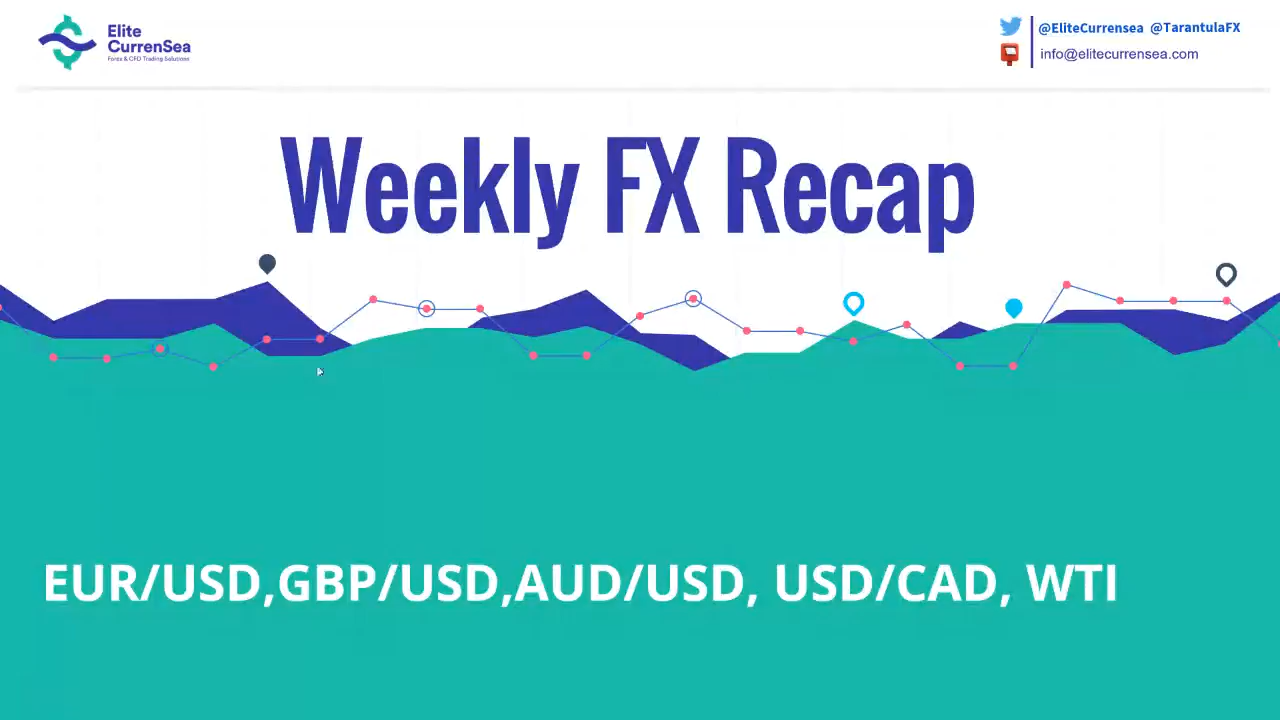 Elite
CurrenSea
Forex & CFD Trading Solutions
@EliteCurrensea @TarantulaFX
info@elitecurrensea.com
Weekly FX Recap
EUR/USD,GBP/USD,AUD/USD, USD/CAD, WTI